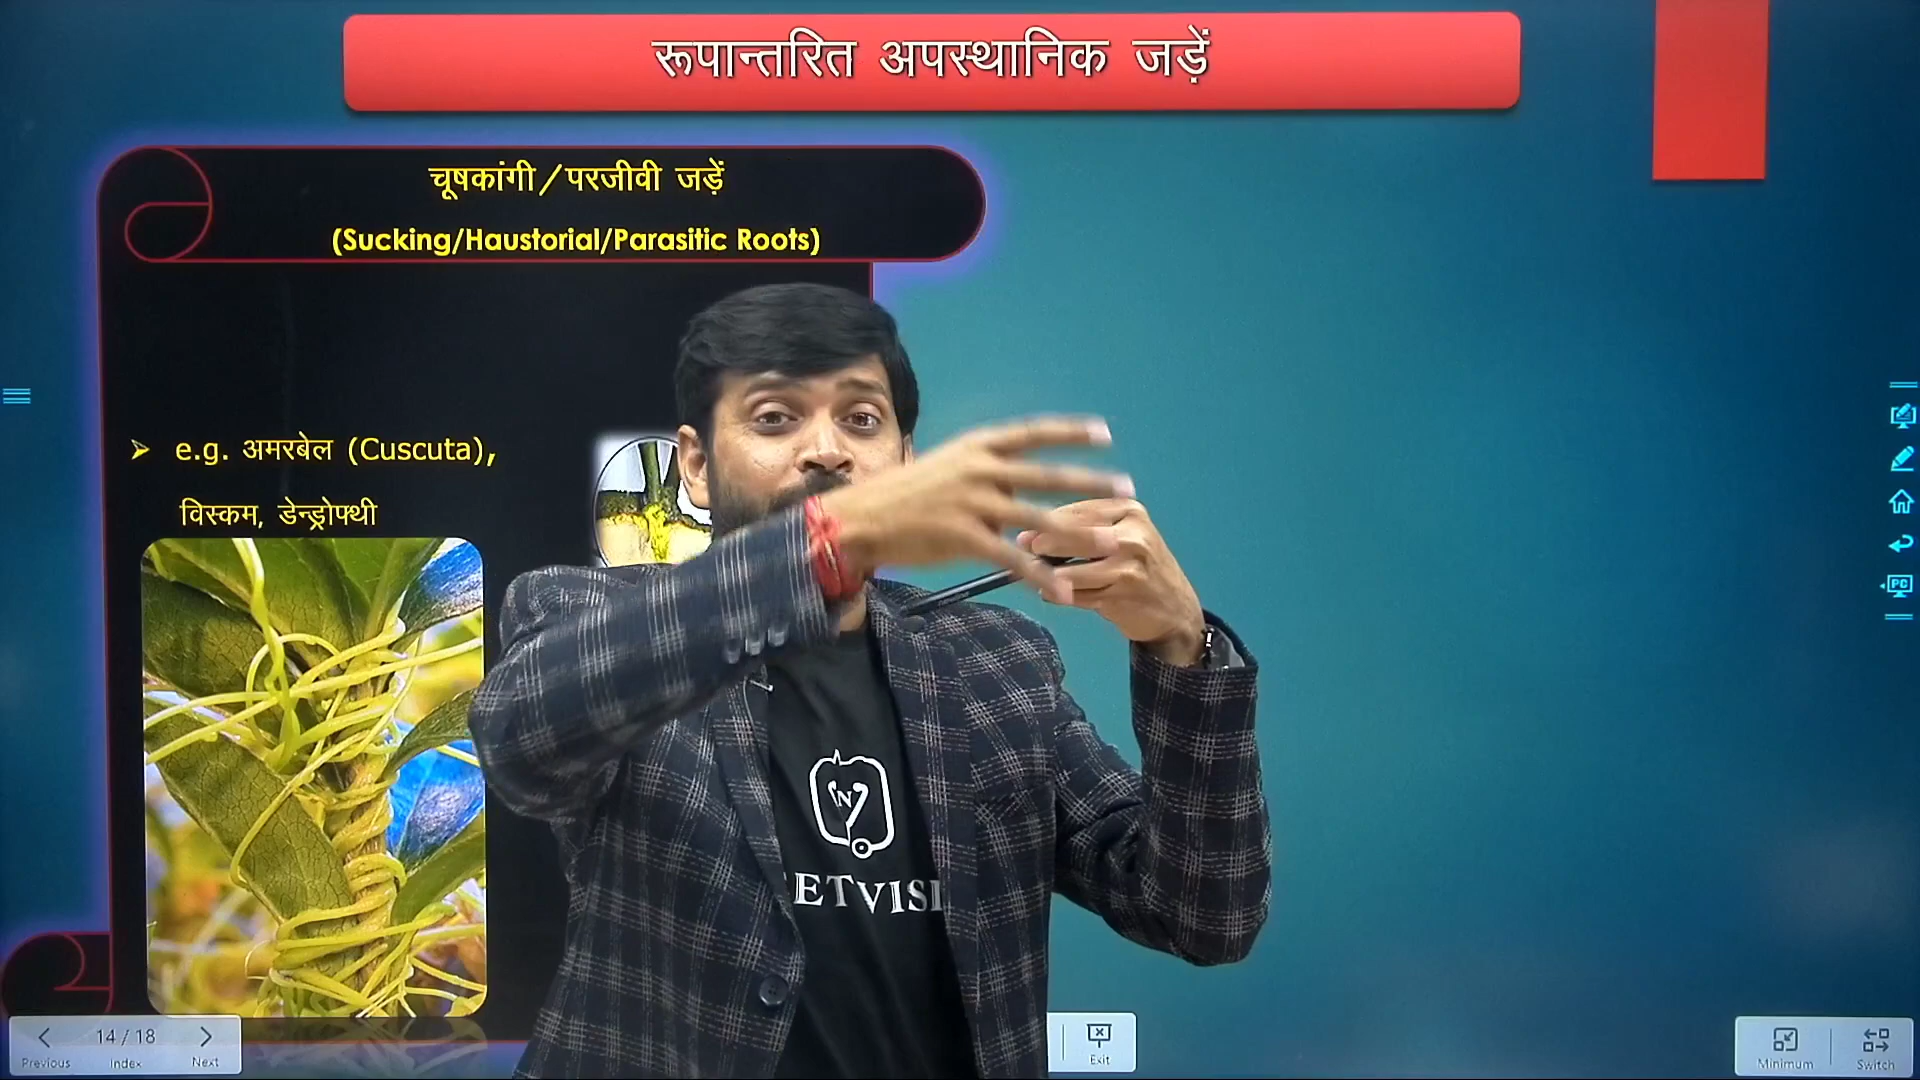 रूपान्तरित अपस्थानिक जड़ें
चूषकांगी/परजीवी जड़ें
(Sucking/Haustorial/Parasitic Roots)
➢ e.g. अमरबेल (Cuscuta),
विस्कम, डेन्ड्रोफ्थी
N
ETVISI
PC
14 / 18
Previous Index Next
Exit
Minimum Switch